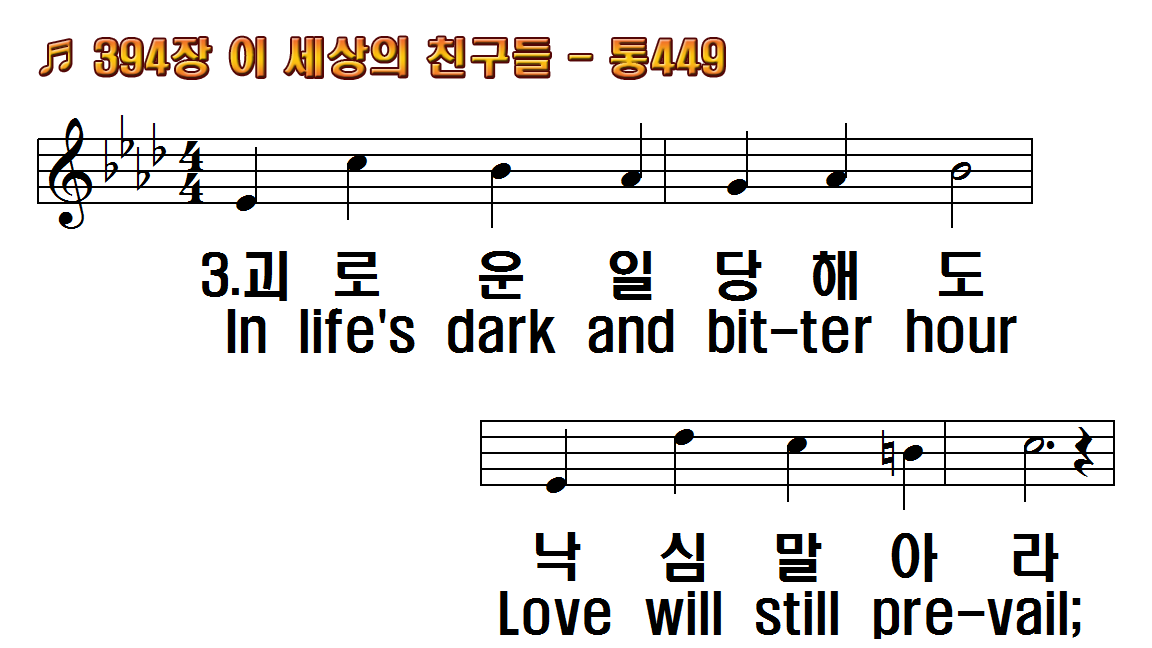 394장 이 세상의 친구들 - 통449
3.괴 로 운 일 당 해 도
In life's dark and bit-ter hour
낙 심 말 아 라
Love will still pre-vail;